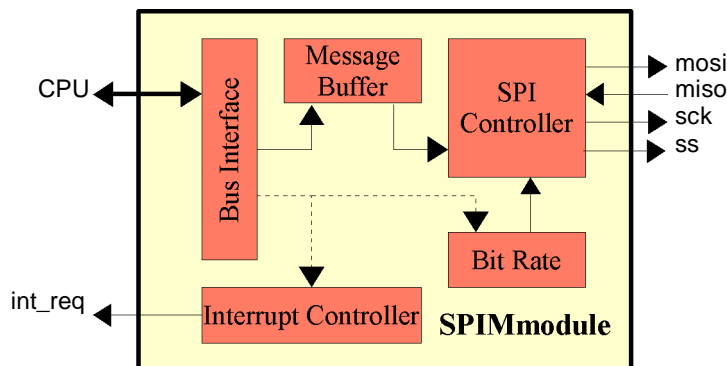 CPU
Bus Interface
Message
Buffer
SPI
Controller
mosi
miso
sck
ss
Bit Rate
int_req
Interrupt Controller
SPIMmodule